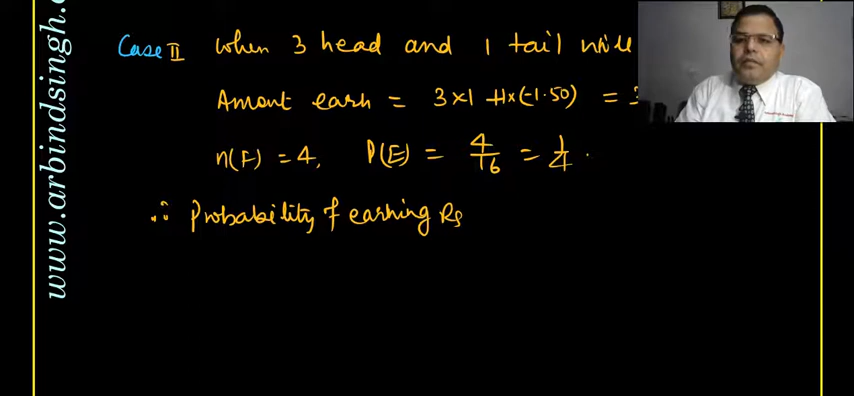 www.arbindsingh.
Case II when 3 head and 1 tail
Amount earn = 3×1 +1×(-1.50) = 3
n(E) = 4, P(E) = 4/16 = 1/4 .
∴ Probability of earning Rs